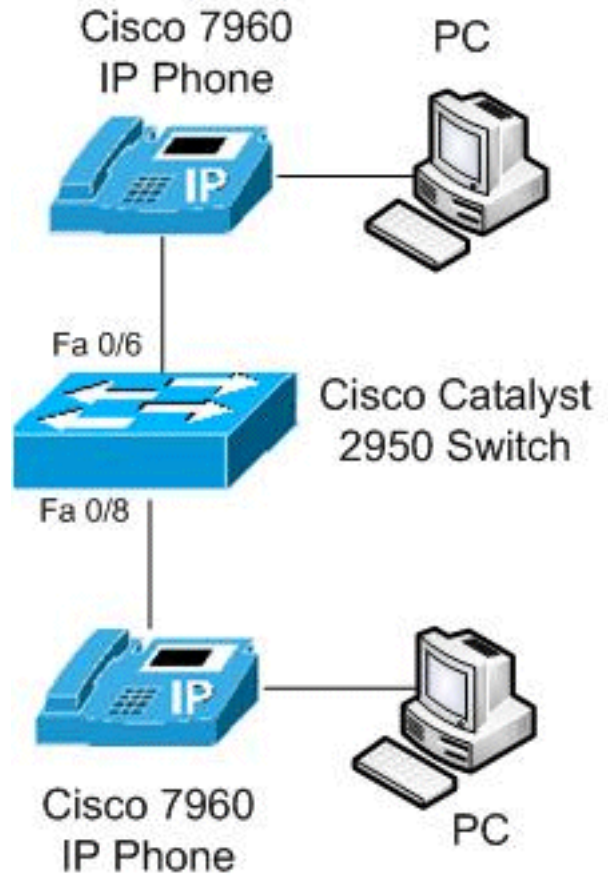 Cisco 7960
IP Phone
PC
IP
Fa 0/6
Cisco Catalyst
2950 Switch
Fa 0/8
IP
Cisco 7960
IP Phone
PC